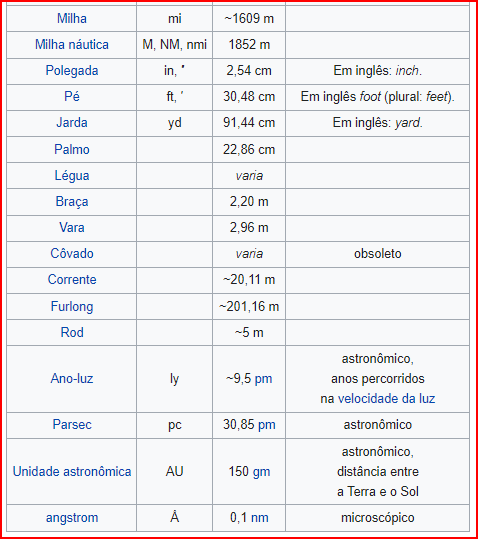 Milha mi ~1609 m
Milha náutica M, NM, nmi 1852 m
Polegada in, ″ 2,54 cm Em inglês: inch.
Pé ft, ′ 30,48 cm Em inglês foot (plural: feet).
Jarda yd 91,44 cm Em inglês: yard.
Palmo 22,86 cm
Légua varia
Braça 2,20 m
Vara 2,96 m
Côvado varia obsoleto
Corrente ~20,11 m
Furlong ~201,16 m
Rod ~5 m
Ano-luz ly ~9,5 pm astronômico,
anos percorridos
na velocidade da luz
Parsec pc 30,85 pm astronômico
Unidade astronômica AU 150 gm astronômico,
distância entre
a Terra e o Sol
angstrom Å 0,1 nm microscópico